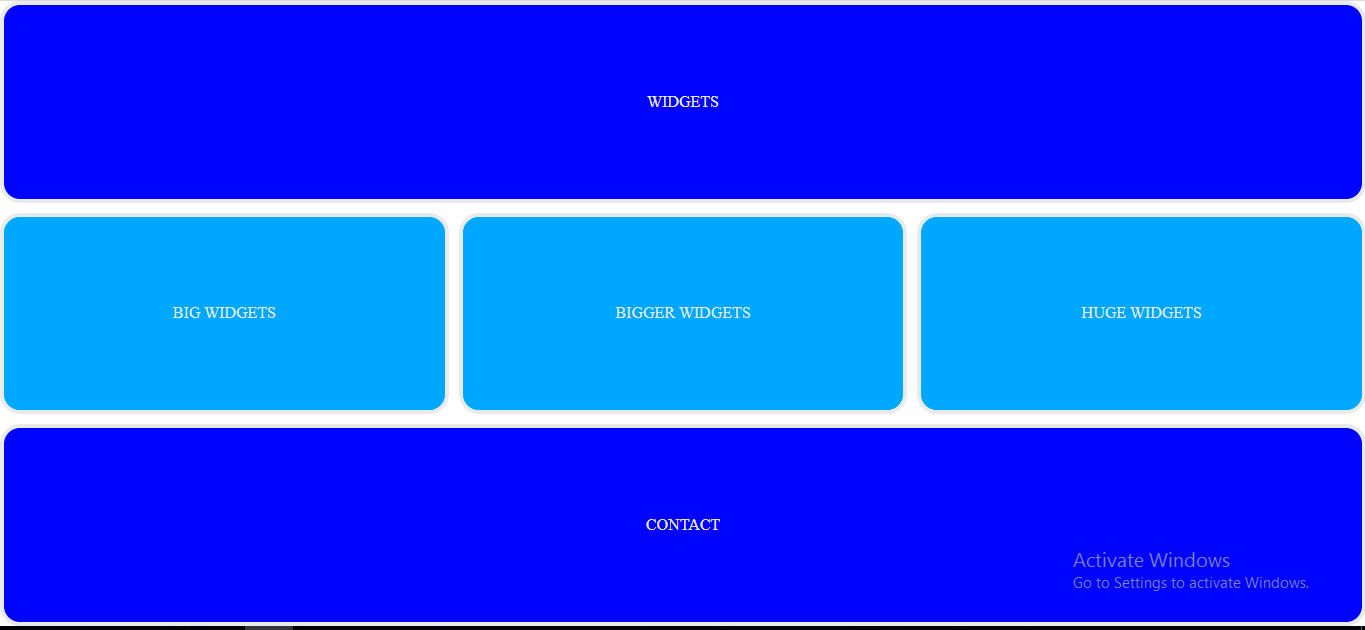 WIDGETS
BIG WIDGETS
BIGGER WIDGETS
HUGE WIDGETS
CONTACT
Activate Windows
Go to Settings to activate Windows.